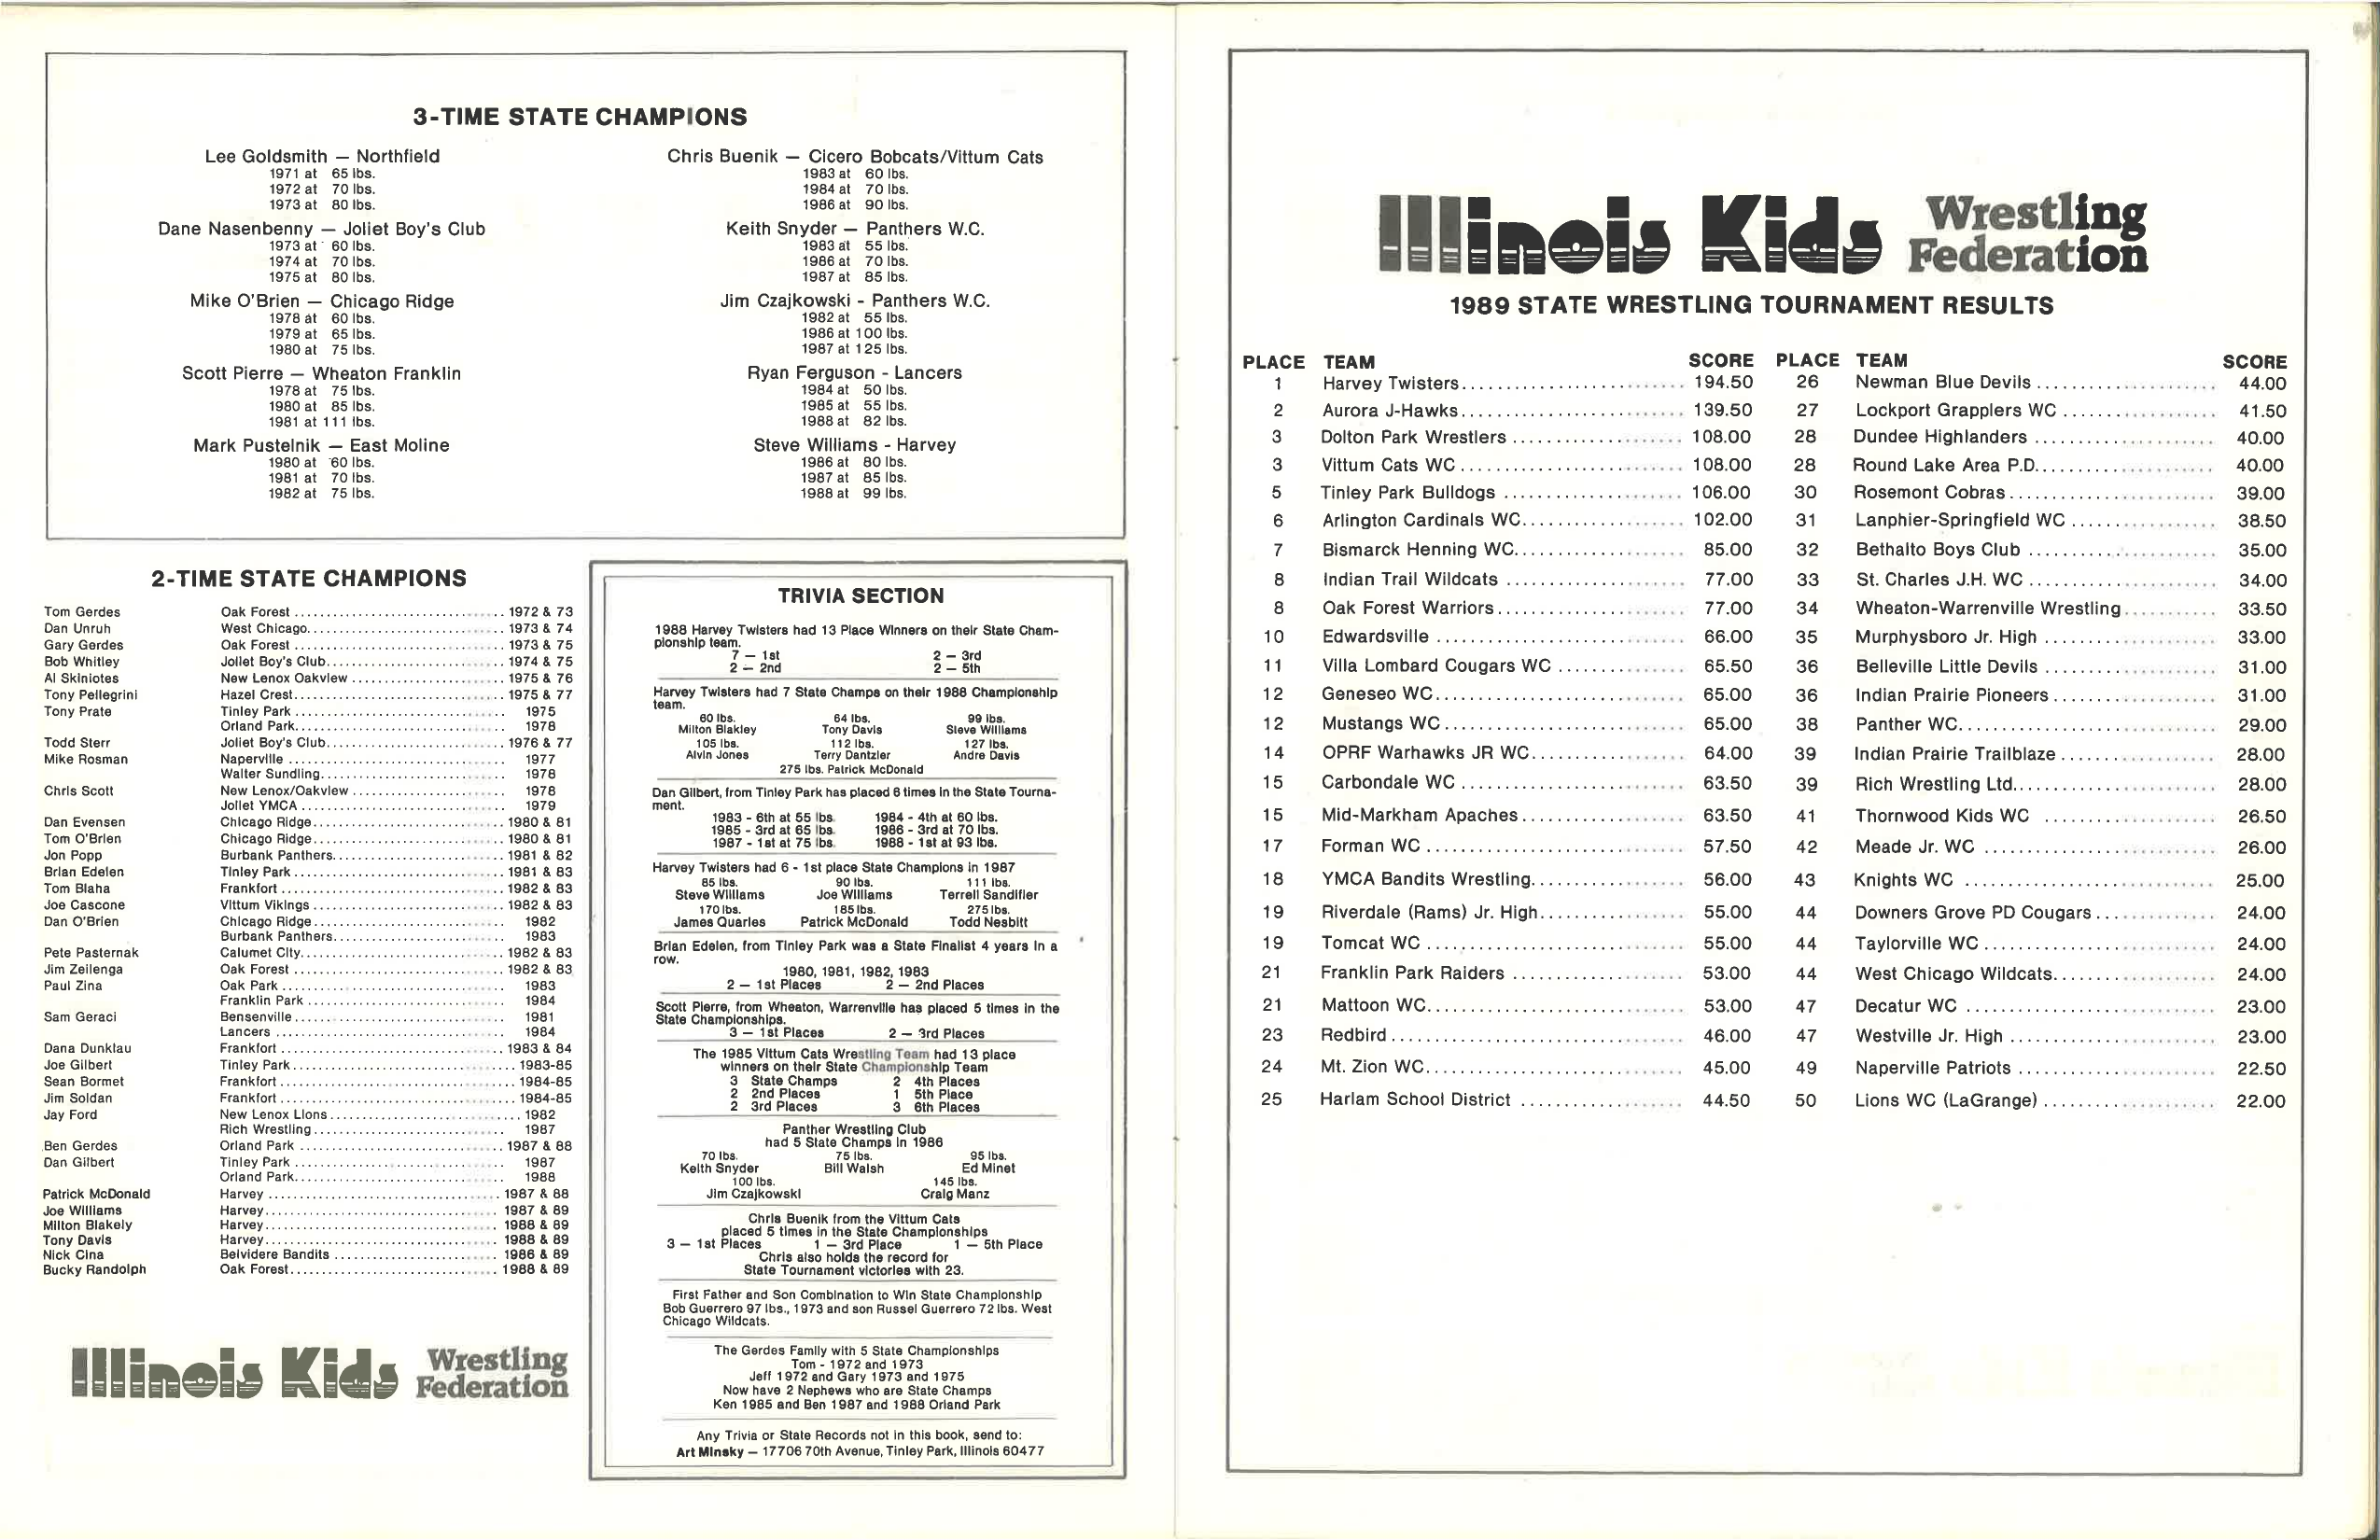 3-TIME STATE CHAMPIONS
Lee Goldsmith — Northfield
1971 at 65 lbs.
1972 at 70 lbs.
1973 at 80 lbs.
Dane Nasenbenny — Joliet Boy's Club
1973 at 60 lbs.
1974 at 70 lbs.
1975 at 80 lbs.
Mike O'Brien — Chicago Ridge
1978 at 60 lbs.
1979 at 65 lbs.
1980 at 75 lbs.
Scott Pierre — Wheaton Franklin
1978 at 75 lbs.
1980 at 85 lbs.
1981 at 111 lbs.
Mark Pustelnik — East Moline
1980 at 60 lbs.
1981 at 70 lbs.
1982 at 75 lbs.
Chris Buenik — Cicero Bobcats/Vittum Cats
1983 at 60 lbs.
1984 at 70 lbs.
1986 at 90 lbs.
Keith Snyder — Panthers W.C.
1983 at 55 lbs.
1986 at 70 lbs.
1987 at 85 lbs.
Jim Czajkowski - Panthers W.C.
1982 at 55 lbs.
1986 at 100 lbs.
1987 at 125 lbs.
Ryan Ferguson - Lancers
1984 at 50 lbs.
1985 at 55 lbs.
1988 at 82 lbs.
Steve Williams - Harvey
1986 at 80 lbs.
1987 at 85 lbs.
1988 at 99 lbs.
2-TIME STATE CHAMPIONS
Tom Gerdes Oak Forest 1972 & 73
Dan Unruh West Chicago 1973 & 74
Gary Gerdes Oak Forest 1973 & 75
Bob Whitley Joliet Boy's Club 1974 & 75
Al Skiniotes New Lenox Oakview 1975 & 76
Tony Pellegrini Hazel Crest 1975 & 77
Tony Prate Tinley Park 1975
Orland Park 1978
Todd Sterr Joliet Boy's Club 1976 & 77
Mike Rosman Naperville 1977
Walter Sundling 1978
Chris Scott New Lenox/Oakview 1978
Joliet YMCA 1979
Dan Evensen Chicago Ridge 1980 & 81
Tom O'Brien Chicago Ridge 1980 & 81
Jon Popp Burbank Panthers 1981 & 82
Brian Edelen Tinley Park 1981 & 83
Tom Blaha Frankfort 1982 & 83
Joe Cascone Vittum Vikings 1982 & 83
Dan O'Brien Chicago Ridge 1982
Burbank Panthers 1983
Pete Pasternak Calumet City 1982 & 83
Jim Zeilenga Oak Forest 1982 & 83
Paul Zina Oak Park 1983
Franklin Park 1984
Sam Geraci Bensenville 1981
Lancers 1984
Dana Dunklau Frankfort 1983 & 84
Joe Gilbert Tinley Park 1983-85
Sean Bormet Frankfort 1984-85
Jim Soldan Frankfort 1984-85
Jay Ford New Lenox Lions 1982
Rich Wrestling 1987
Ben Gerdes Orland Park 1987 & 88
Dan Gilbert Tinley Park 1987
Orland Park 1988
Patrick McDonald Harvey 1987 & 88
Joe Williams Harvey 1987 & 89
Milton Blakely Harvey 1988 & 89
Tony Davis Harvey 1988 & 89
Nick Cina Belvidere Bandits 1986 & 89
Bucky Randolph Oak Forest 1988 & 89
Illinois Kids Wrestling Federation
TRIVIA SECTION
1988 Harvey Twisters had 13 Place Winners on their State Cham-
pionship team.
7 — 1st 2 — 3rd
2 — 2nd 2 — 5th
Harvey Twisters had 7 State Champs on their 1988 Championship
team.
60 lbs. 64 lbs. 99 lbs.
Milton Blakley Tony Davis Steve Williams
105 lbs. 112 lbs. 127 lbs.
Alvin Jones Terry Dantzler Andre Davis
275 lbs. Patrick McDonald
Dan Gilbert, from Tinley Park has placed 6 times in the State Tourna-
ment.
1983 - 6th at 55 lbs. 1984 - 4th at 60 lbs.
1985 - 3rd at 65 lbs. 1986 - 3rd at 70 lbs.
1987 - 1st at 75 lbs. 1988 - 1st at 93 lbs.
Harvey Twisters had 6 - 1st place State Champions in 1987
85 lbs. 90 lbs. 111 lbs.
Steve Williams Joe Williams Terrell Sandifier
170 lbs. 185 lbs. 275 lbs.
James Quarles Patrick McDonald Todd Nesbitt
Brian Edelen, from Tinley Park was a State Finalist 4 years in a
row.
1980, 1981, 1982, 1983
2 — 1st Places 2 — 2nd Places
Scott Pierre, from Wheaton, Warrenville has placed 5 times in the
State Championships.
3 — 1st Places 2 — 3rd Places
The 1985 Vittum Cats Wrestling Team had 13 place
winners on their State Championship Team
3 State Champs 2 4th Places
2 2nd Places 1 5th Place
2 3rd Places 3 6th Places
Panther Wrestling Club
had 5 State Champs in 1986
70 lbs. 75 lbs. 95 lbs.
Keith Snyder Bill Walsh Ed Minet
100 lbs. 145 lbs.
Jim Czajkowski Craig Manz
Chris Buenik from the Vittum Cats
placed 5 times in the State Championships
3 — 1st Places 1 — 3rd Place 1 — 5th Place
Chris also holds the record for
State Tournament victories with 23.
First Father and Son Combination to Win State Championship
Bob Guerrero 97 lbs., 1973 and son Russel Guerrero 72 lbs. West
Chicago Wildcats.
The Gerdes Family with 5 State Championships
Tom - 1972 and 1973
Jeff 1972 and Gary 1973 and 1975
Now have 2 Nephews who are State Champs
Ken 1985 and Ben 1987 and 1988 Orland Park
Any Trivia or State Records not in this book, send to:
Art Minsky — 17706 70th Avenue, Tinley Park, Illinois 60477
Illinois Kids Wrestling Federation
1989 STATE WRESTLING TOURNAMENT RESULTS
PLACE TEAM SCORE
1 Harvey Twisters 194.50
2 Aurora J-Hawks 139.50
3 Dolton Park Wrestlers 108.00
3 Vittum Cats WC 108.00
5 Tinley Park Bulldogs 106.00
6 Arlington Cardinals WC 102.00
7 Bismarck Henning WC 85.00
8 Indian Trail Wildcats 77.00
8 Oak Forest Warriors 77.00
10 Edwardsville 66.00
11 Villa Lombard Cougars WC 65.50
12 Geneseo WC 65.00
12 Mustangs WC 65.00
14 OPRF Warhawks JR WC 64.00
15 Carbondale WC 63.50
15 Mid-Markham Apaches 63.50
17 Forman WC 57.50
18 YMCA Bandits Wrestling 56.00
19 Riverdale (Rams) Jr. High 55.00
19 Tomcat WC 55.00
21 Franklin Park Raiders 53.00
21 Mattoon WC 53.00
23 Redbird 46.00
24 Mt. Zion WC 45.00
25 Harlam School District 44.50
PLACE TEAM SCORE
26 Newman Blue Devils 44.00
27 Lockport Grapplers WC 41.50
28 Dundee Highlanders 40.00
28 Round Lake Area P.D. 40.00
30 Rosemont Cobras 39.00
31 Lanphier-Springfield WC 38.50
32 Bethalto Boys Club 35.00
33 St. Charles J.H. WC 34.00
34 Wheaton-Warrenville Wrestling 33.50
35 Murphysboro Jr. High 33.00
36 Belleville Little Devils 31.00
36 Indian Prairie Pioneers 31.00
38 Panther WC 29.00
39 Indian Prairie Trailblaze 28.00
39 Rich Wrestling Ltd. 28.00
41 Thornwood Kids WC 26.50
42 Meade Jr. WC 26.00
43 Knights WC 25.00
44 Downers Grove PD Cougars 24.00
44 Taylorville WC 24.00
44 West Chicago Wildcats 24.00
47 Decatur WC 23.00
47 Westville Jr. High 23.00
49 Naperville Patriots 22.50
50 Lions WC (LaGrange) 22.00